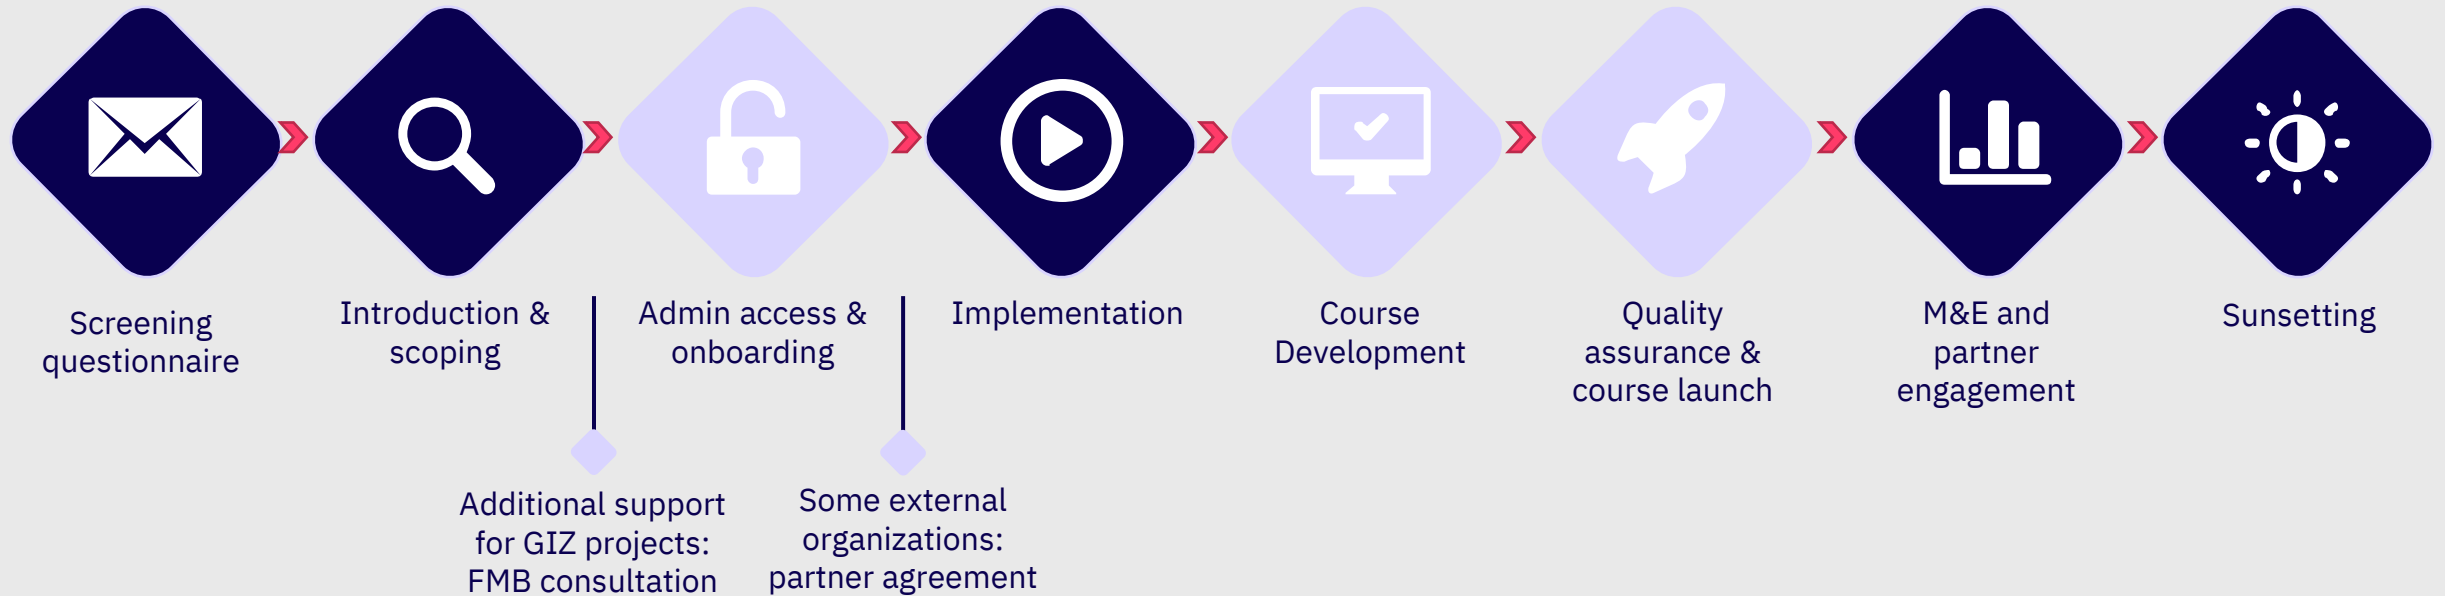 Screening
questionnaire
Introduction &
scoping
Admin access &
onboarding
Implementation
Course
Development
Quality
assurance &
course launch
M&E and
partner
engagement
Sunsetting
Additional support
for GIZ projects:
FMB consultation
Some external
organizations:
partner agreement